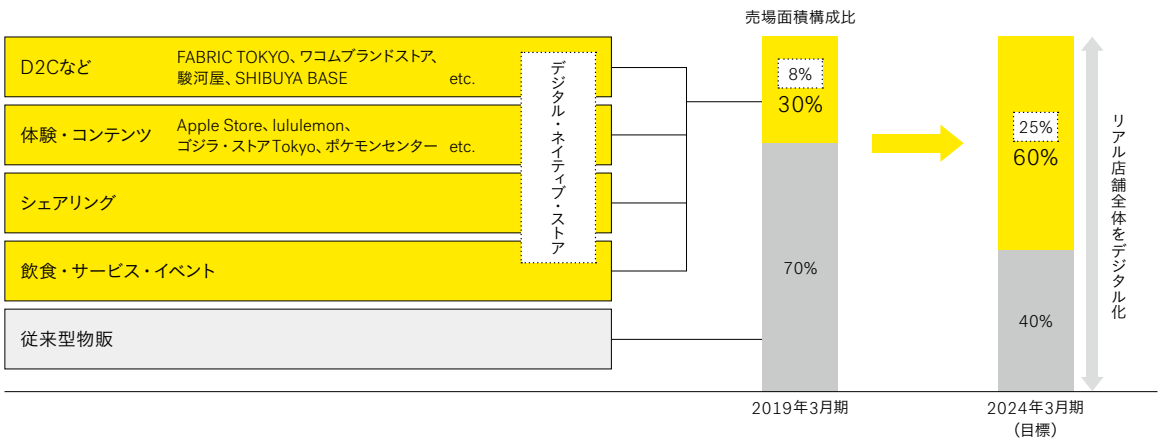 売場面積構成比
D2Cなど
FABRIC TOKYO、ワコムブランドストア、
駿河屋、SHIBUYA BASE etc.
体験・コンテンツ
Apple Store、lululemon、
ゴジラ・ストアTokyo、ポケモンセンター etc.
シェアリング
飲食・サービス・イベント
従来型物販
デジタル・ネイティブ・ストア
8%
30%
70%
25%
60%
40%
リアル店舗全体をデジタル化
2019年3月期
2024年3月期
（目標）